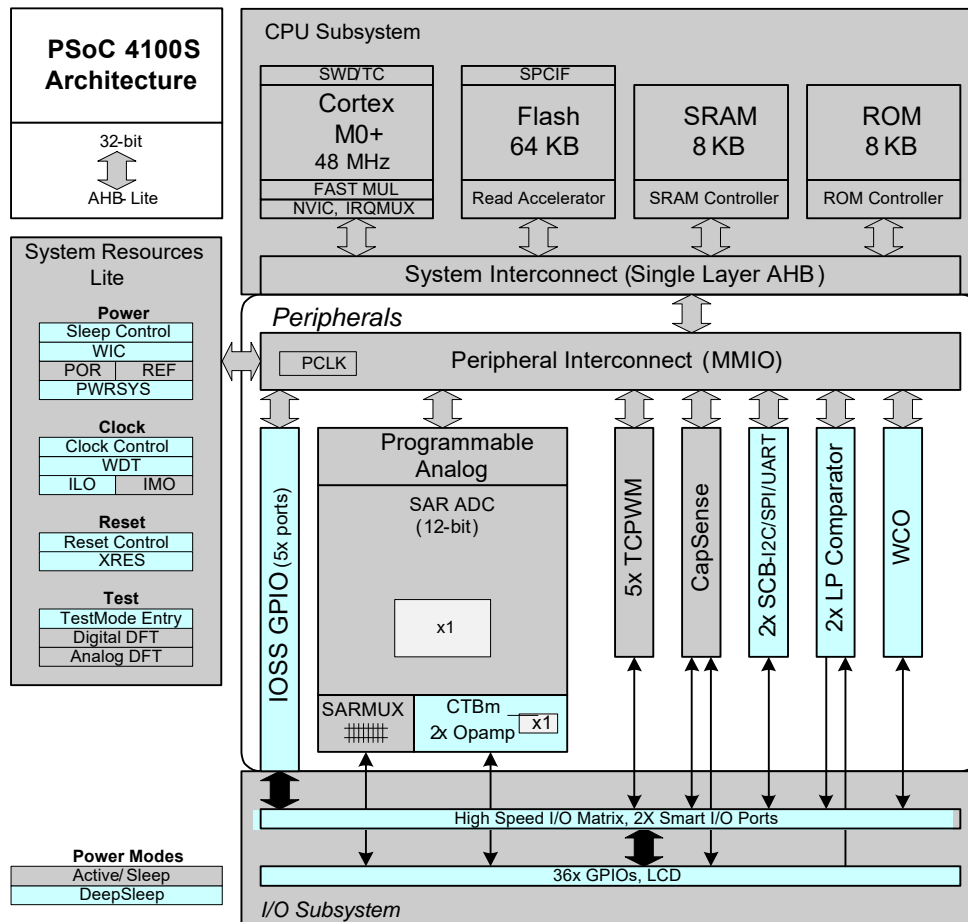 PSoC 4100S
Architecture
32-bit
AHB- Lite
CPU Subsystem
SWD/TC
Cortex
M0+
48 MHz
FAST MUL
NVIC, IRQMUX
SPCIF
Flash
64 KB
Read Accelerator
SRAM
8 KB
SRAM Controller
ROM
8 KB
ROM Controller
System Interconnect (Single Layer AHB)
System Resources
Lite
Power
Sleep Control
WIC
POR
REF
PWRSYS
Clock
Clock Control
WDT
ILO
IMO
Reset
Reset Control
XRES
Test
TestMode Entry
Digital DFT
Analog DFT
Peripherals
PCLK
Peripheral Interconnect (MMIO)
IOSS GPIO (5x ports)
Programmable
Analog
SAR ADC
(12-bit)
x1
SARMUX
CTBm
2x Opamp
x1
5x TCPWM
CapSense
2x SCB-I2C/SPI/UART
2x LP Comparator
WCO
High Speed I/O Matrix, 2X Smart I/O Ports
36x GPIOs, LCD
I/O Subsystem
Power Modes
Active/ Sleep
DeepSleep